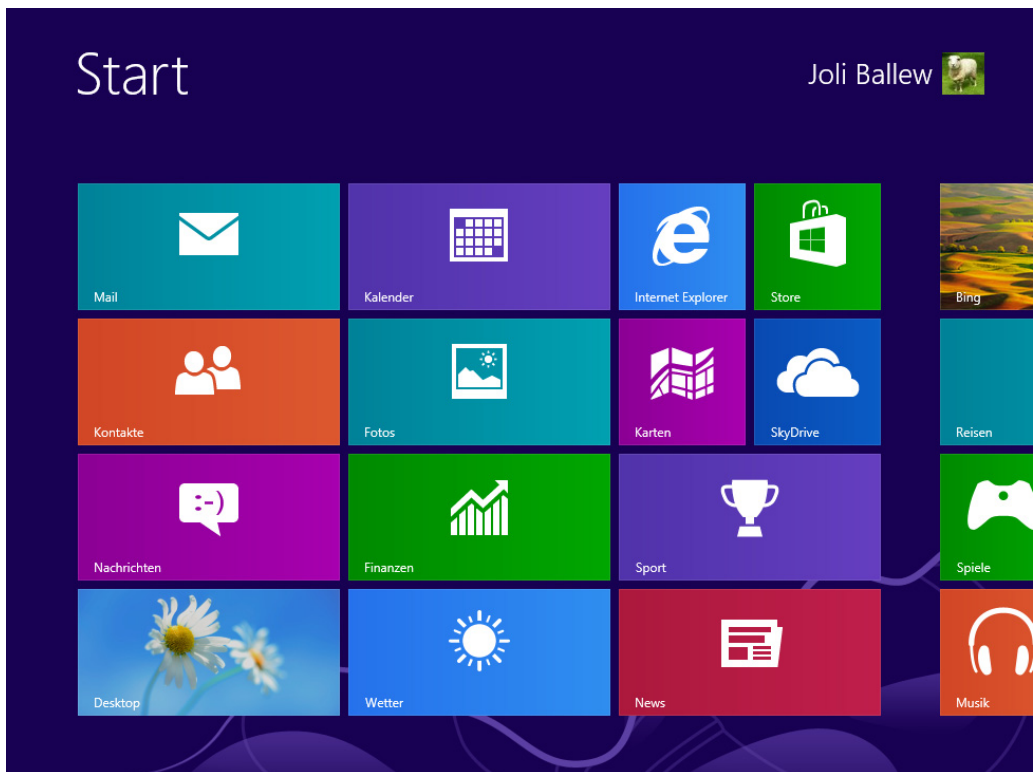 Start
Joli Ballew
Mail
Kalender
Internet Explorer
Store
Bing
Kontakte
Fotos
Karten
SkyDrive
Reisen
:-)
Nachrichten
Finanzen
Sport
Spiele
Desktop
Wetter
News
Musik